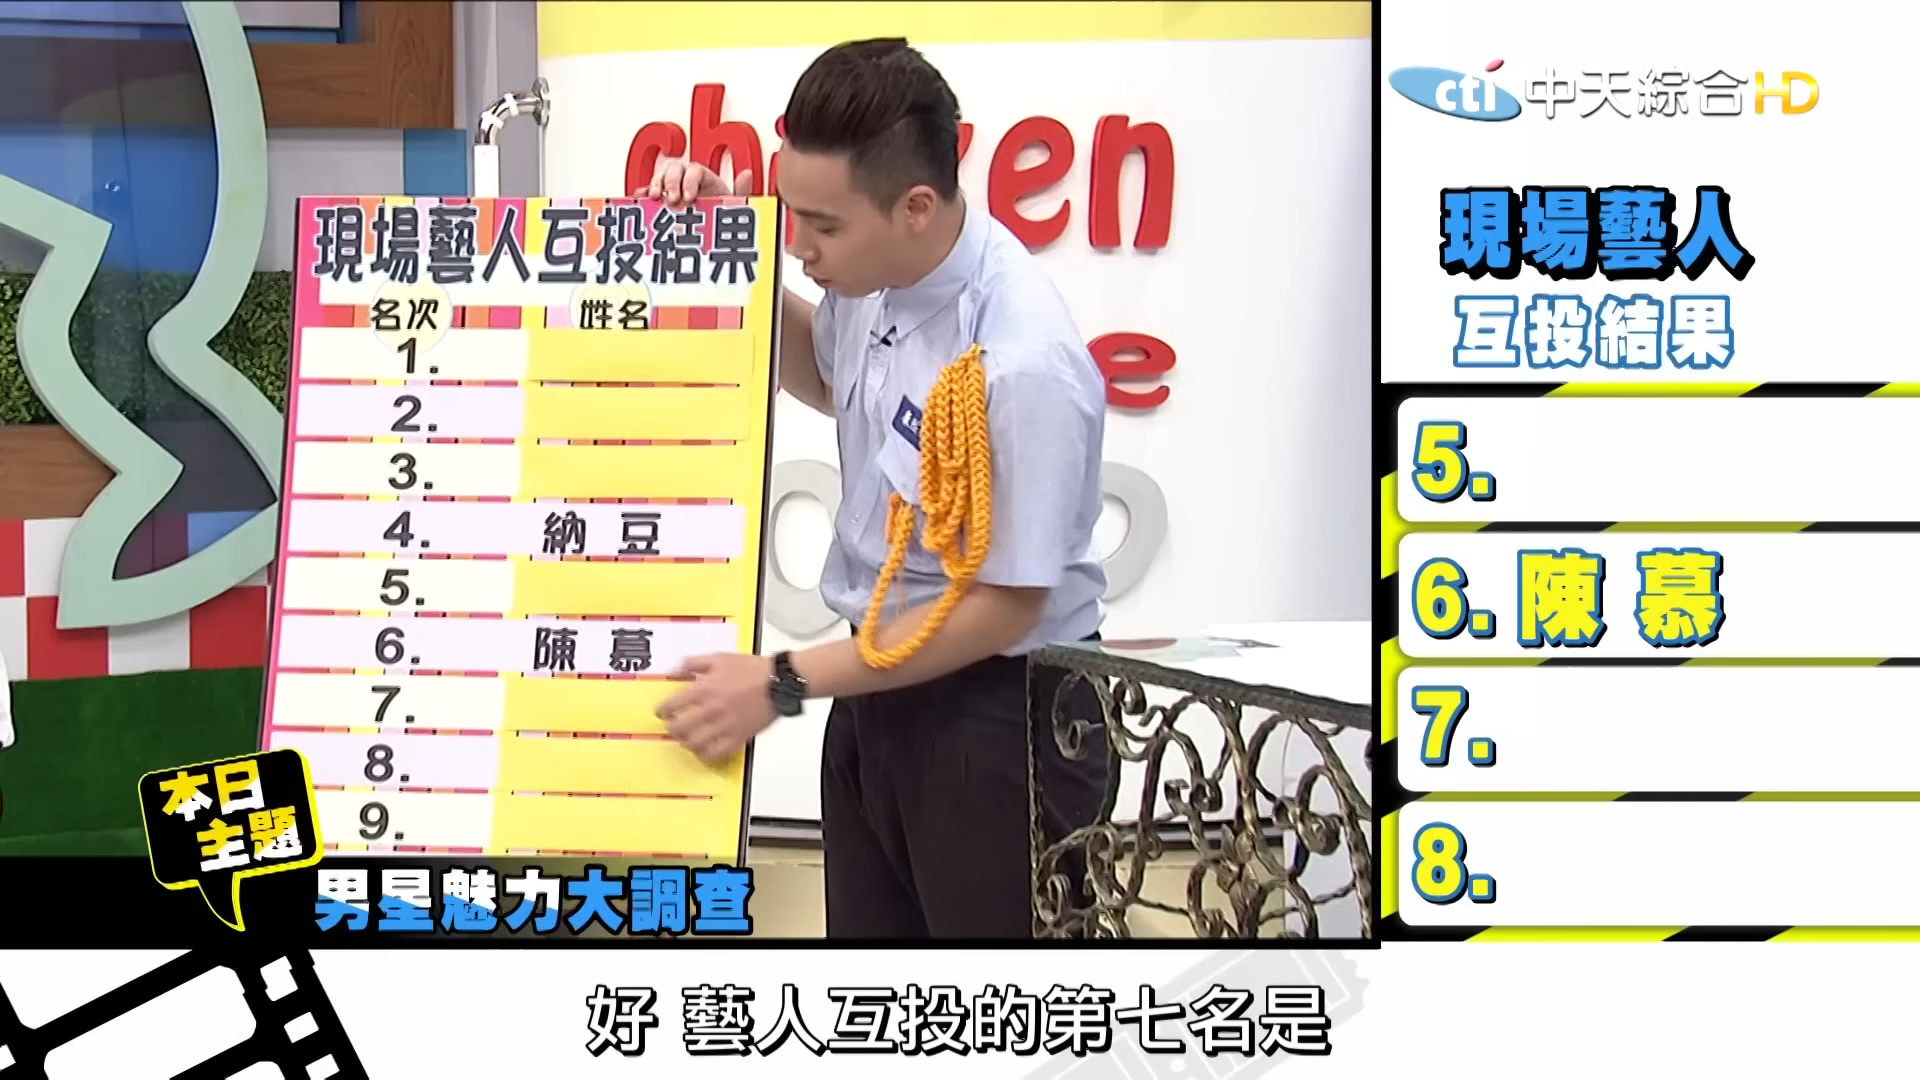 chi en
e
現場藝人互投結果
名次 姓名
1.
2.
3.
4. 納豆
5.
6. 陳慕
7.
8.
9.
本日
主題
男星魅力大調查
cti 中天綜合HD
現場藝人
互投結果
5.
6. 陳慕
7.
8.
好 藝人互投的第七名是